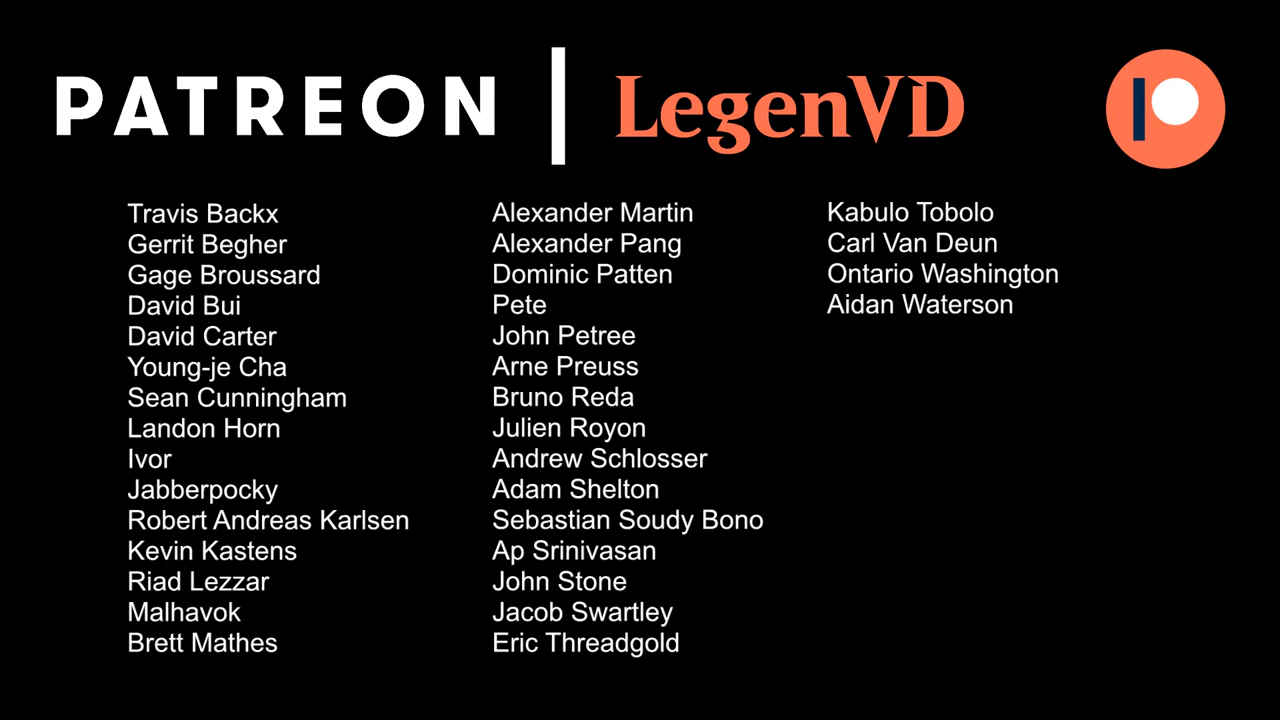 PATREON | LegenVD
Travis Backx
Gerrit Begher
Gage Broussard
David Bui
David Carter
Young-je Cha
Sean Cunningham
Landon Horn
Ivor
Jabberpocky
Robert Andreas Karlsen
Kevin Kastens
Riad Lezzar
Malhavok
Brett Mathes
Alexander Martin
Alexander Pang
Dominic Patten
Pete
John Petree
Arne Preuss
Bruno Reda
Julien Royon
Andrew Schlosser
Adam Shelton
Sebastian Soudy Bono
Ap Srinivasan
John Stone
Jacob Swartley
Eric Threadgold
Kabulo Tobolo
Carl Van Deun
Ontario Washington
Aidan Waterson